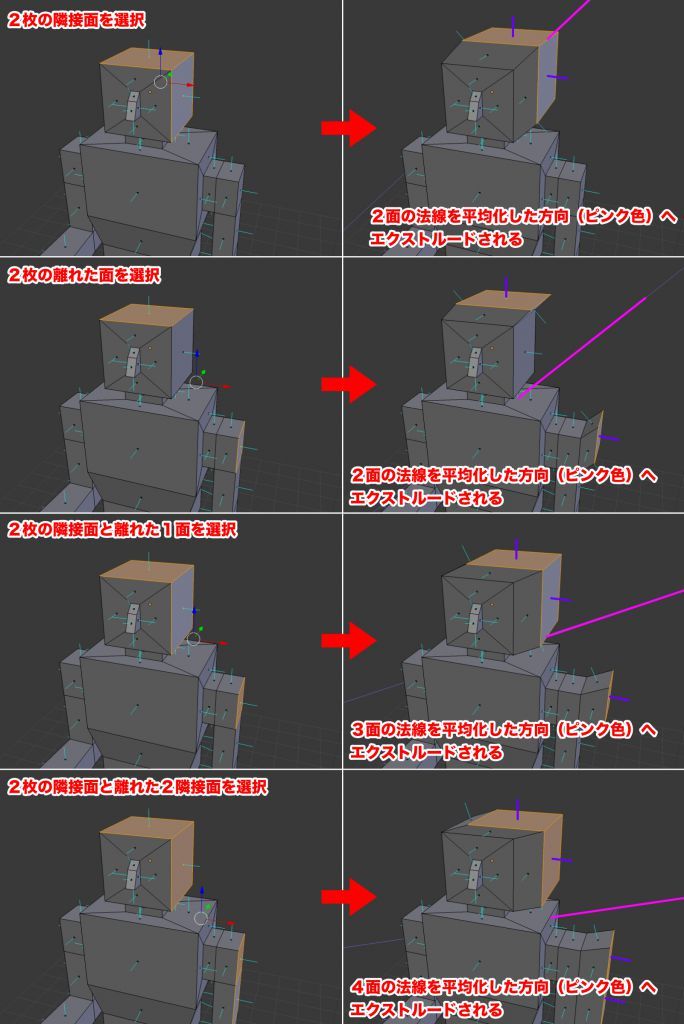 ２枚の隣接面を選択
２面の法線を平均化した方向（ピンク色）へ
エクストルードされる
２枚の離れた面を選択
２面の法線を平均化した方向（ピンク色）へ
エクストルードされる
２枚の隣接面と離れた１面を選択
３面の法線を平均化した方向（ピンク色）へ
エクストルードされる
２枚の隣接面と離れた２隣接面を選択
４面の法線を平均化した方向（ピンク色）へ
エクストルードされる